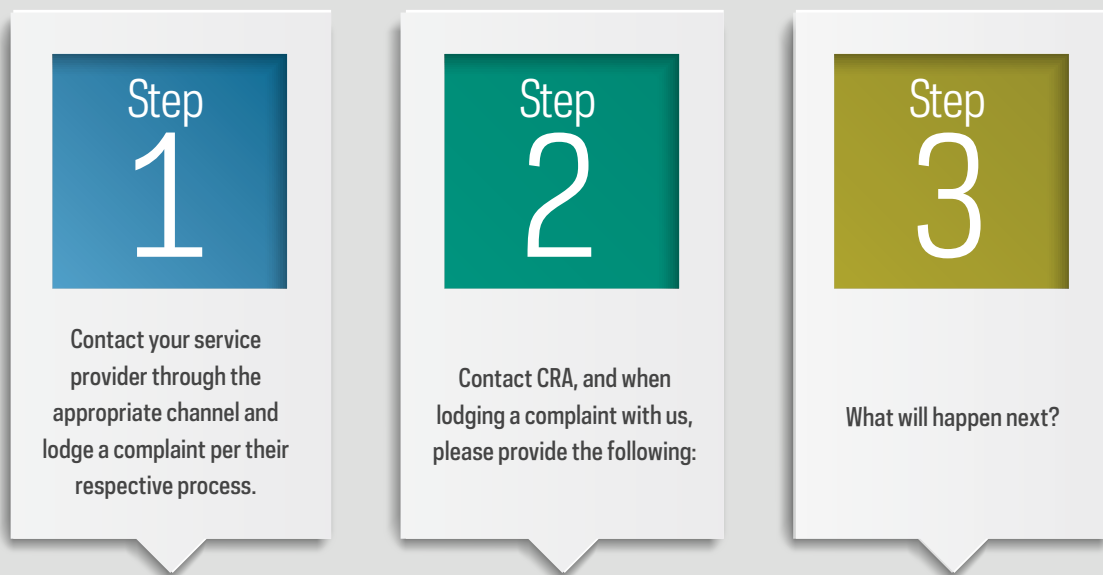 Step
1
Contact your service
provider through the
appropriate channel and
lodge a complaint per their
respective process.
Step
2
Contact CRA, and when
lodging a complaint with us,
please provide the following:
Step
3
What will happen next?